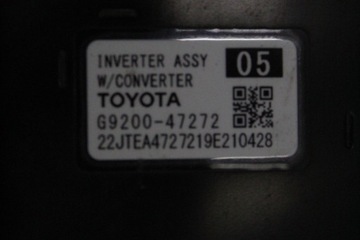 INVERTER ASSY 05
W/CONVERTER
TOYOTA
G9200-47272
22JTEA4727219E210428